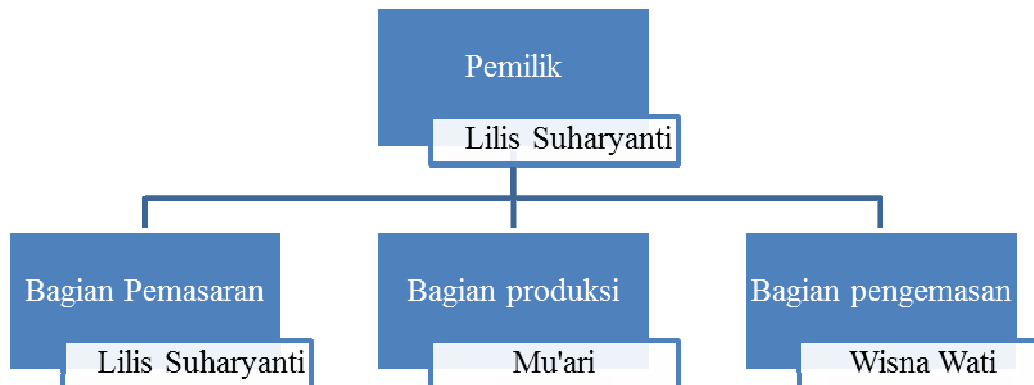 Pemilik
Lilis Suharyanti
Bagian Pemasaran
Lilis Suharyanti
Bagian produksi
Mu'ari
Bagian pengemasan
Wisna Wati